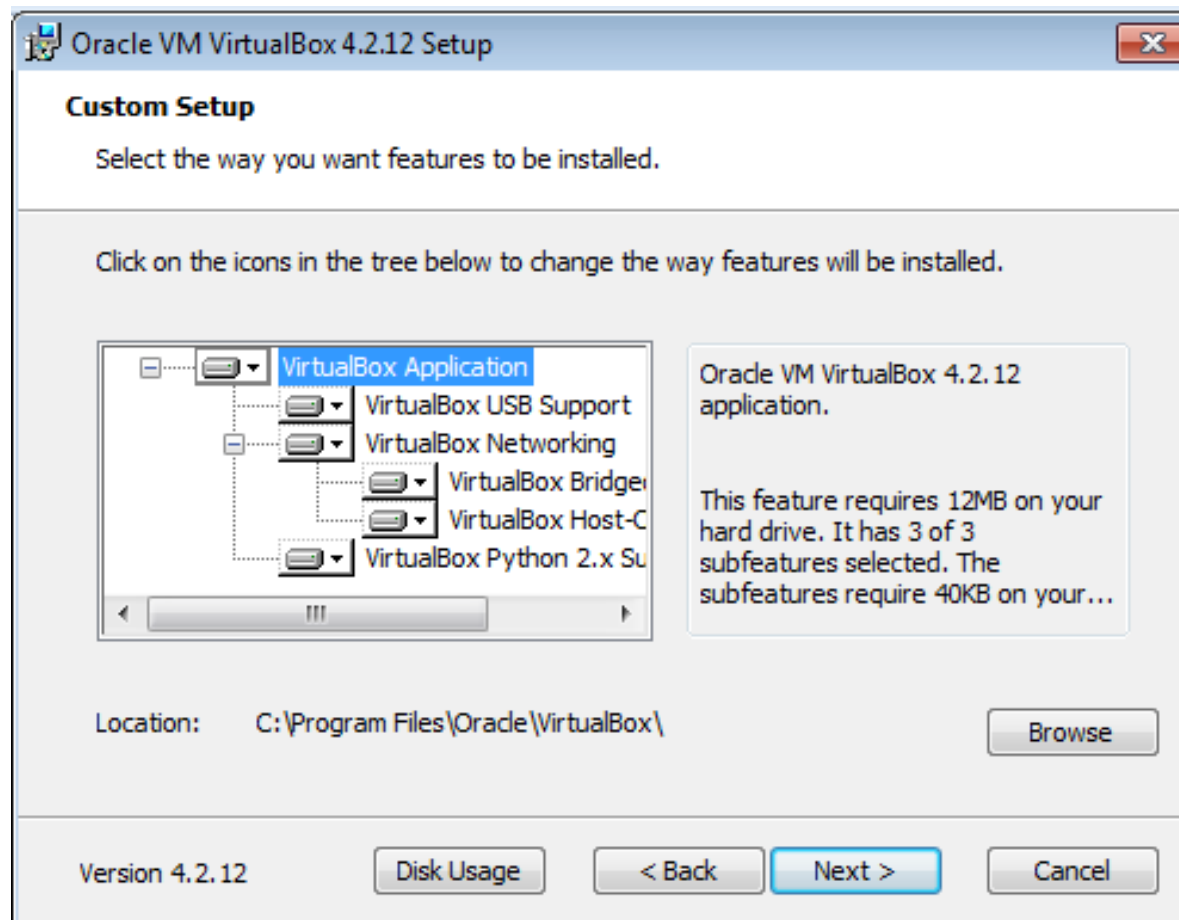 Oracle VM VirtualBox 4.2.12 Setup
Custom Setup
Select the way you want features to be installed.
Click on the icons in the tree below to change the way features will be installed.
VirtualBox Application
VirtualBox USB Support
VirtualBox Networking
VirtualBox Bridged
VirtualBox Host-O
VirtualBox Python 2.x Su
Oracle VM VirtualBox 4.2.12
application.
This feature requires 12MB on your
hard drive. It has 3 of 3
subfeatures selected. The
subfeatures require 40KB on your...
Location: C:\Program Files\Oracle\VirtualBox\
Browse
Version 4.2.12
Disk Usage
< Back
Next >
Cancel